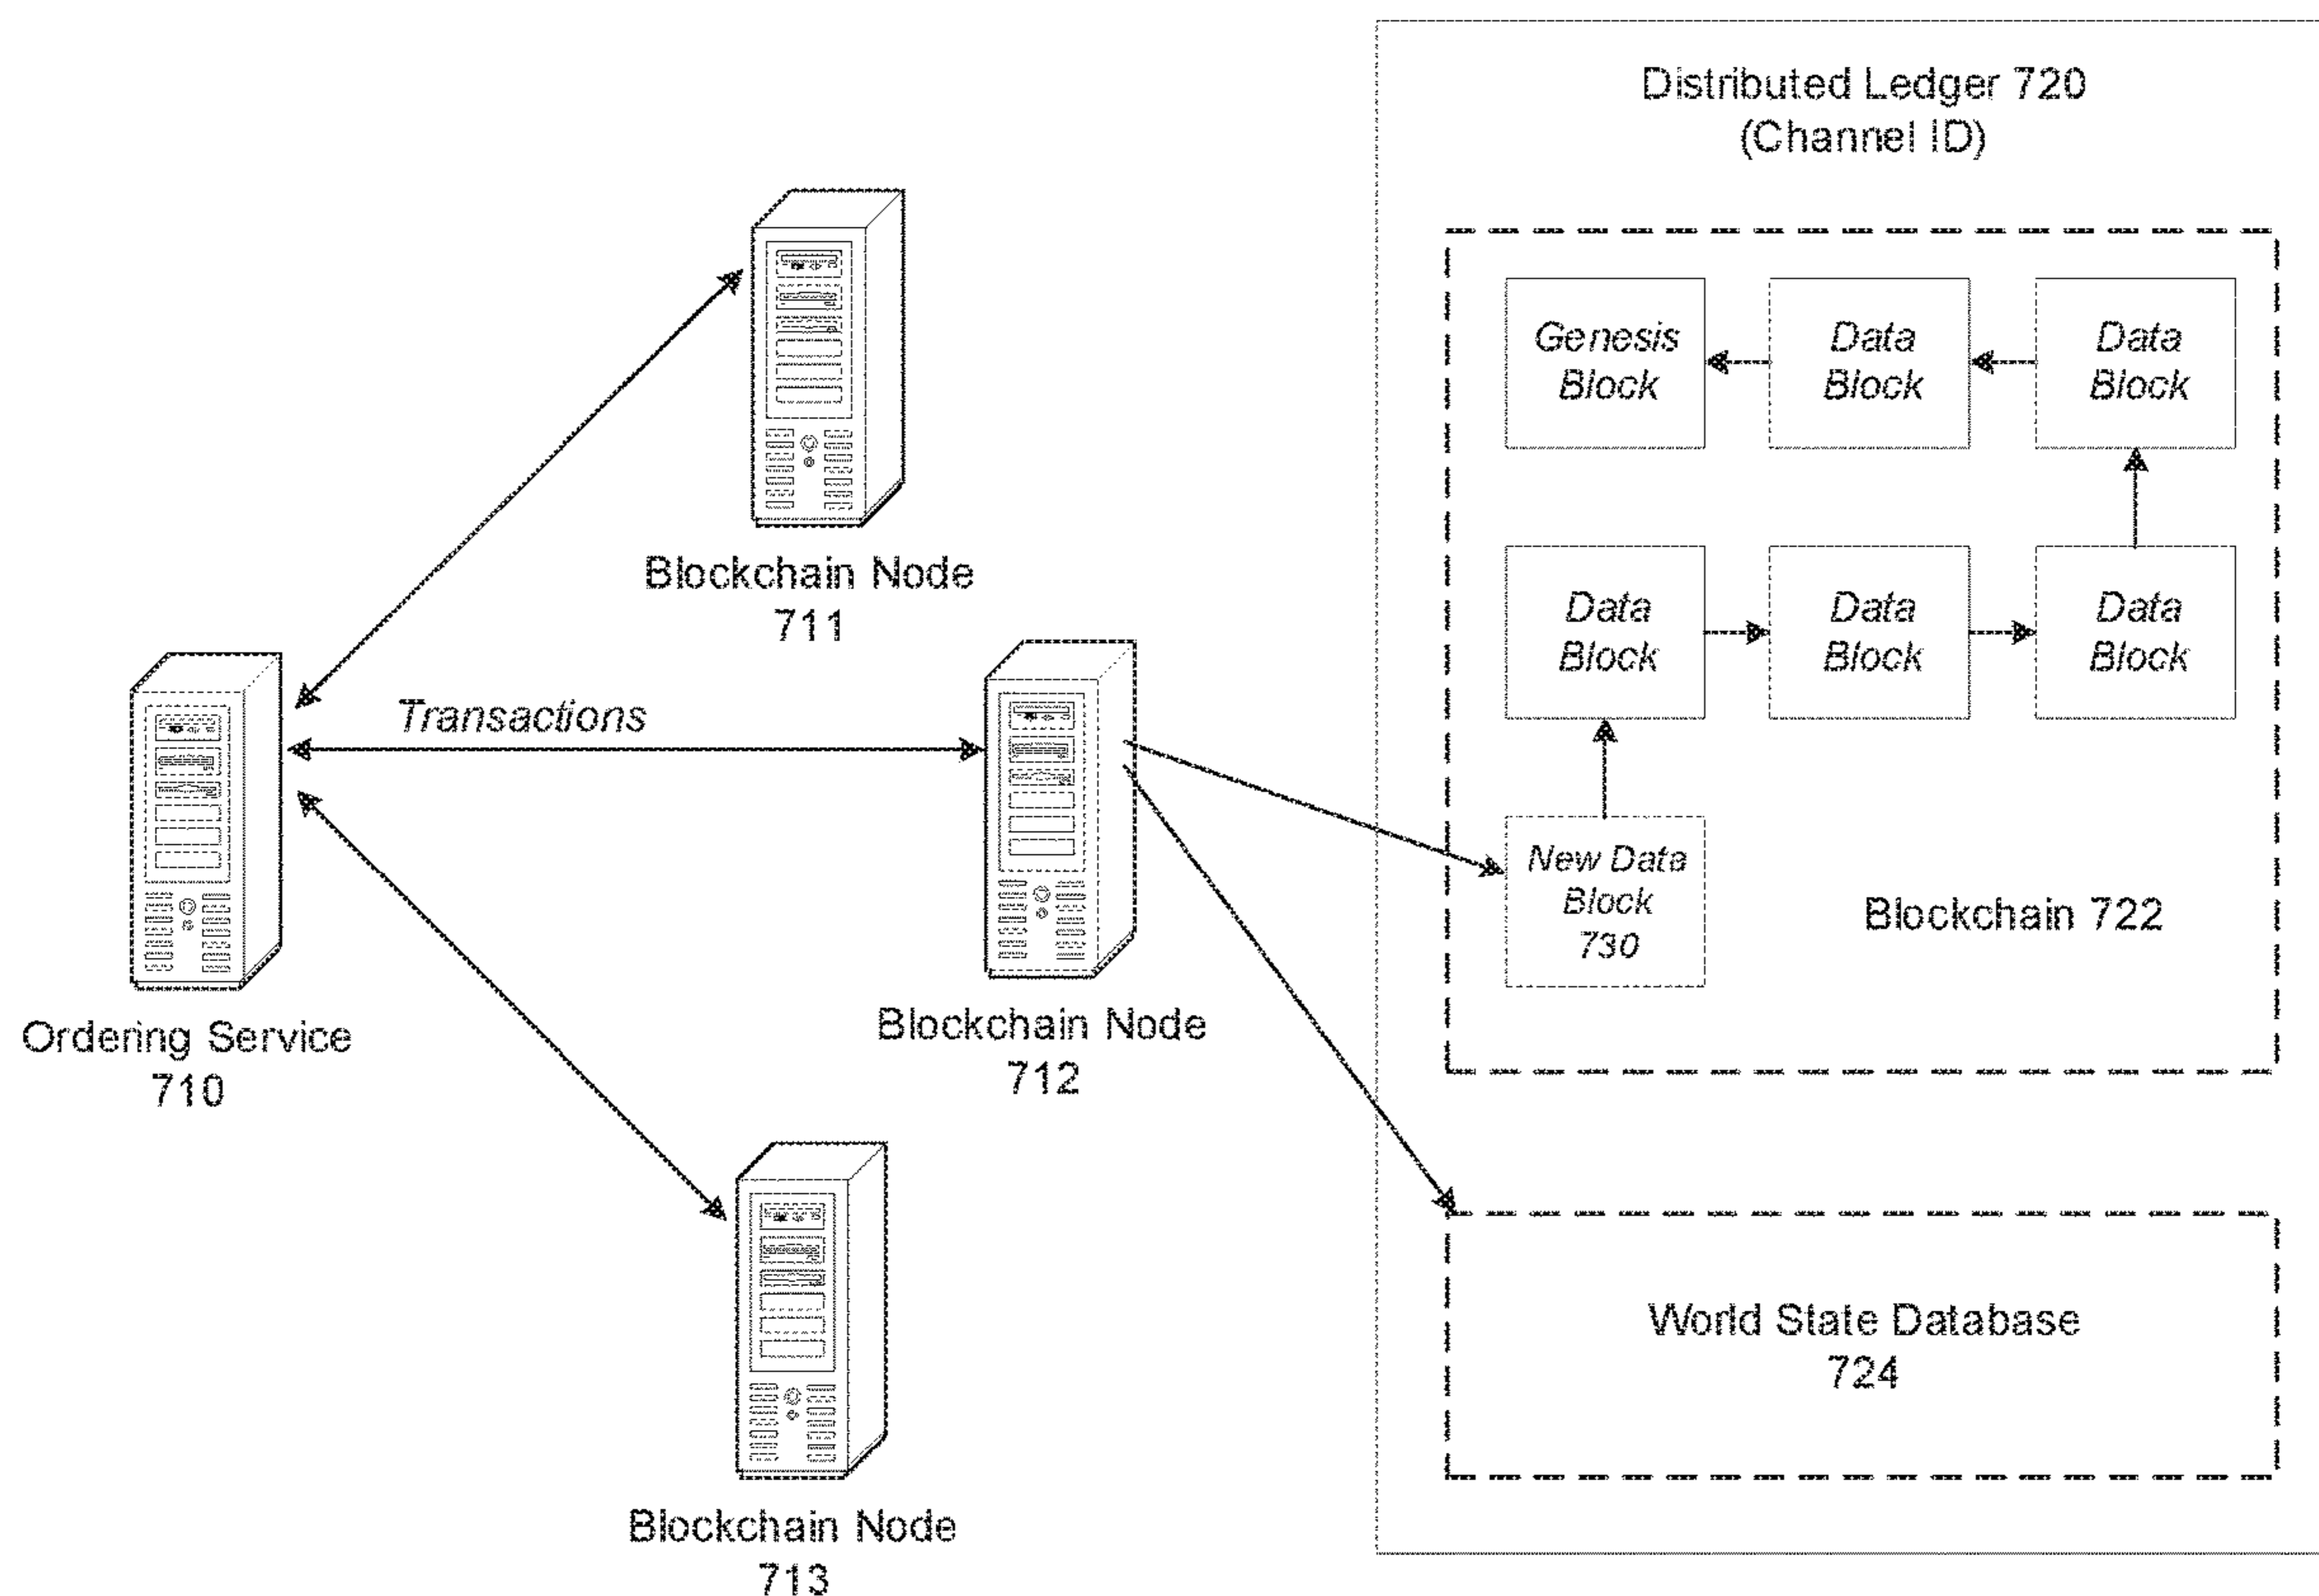 Distributed Ledger 720
(Channel ID)
Genesis
Block
Data
Block
Data
Block
Blockchain Node
711
Data
Block
Data
Block
Data
Block
Transactions
New Data
Block
730
Blockchain 722
Ordering Service
710
Blockchain Node
712
World State Database
724
Blockchain Node
713